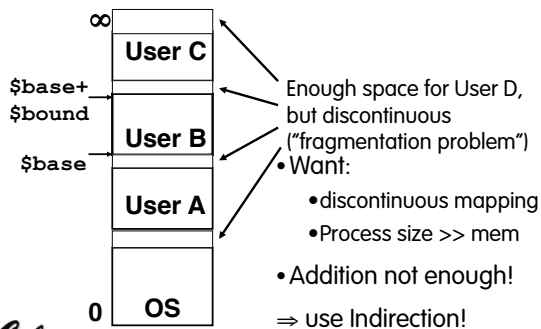 ∞
User C
$base+
$bound
User B
$base
User A
0
OS
Enough space for User D,
but discontinuous
(“fragmentation problem”)
•Want:
•discontinuous mapping
•Process size >> mem
•Addition not enough!
⇒ use Indirection!